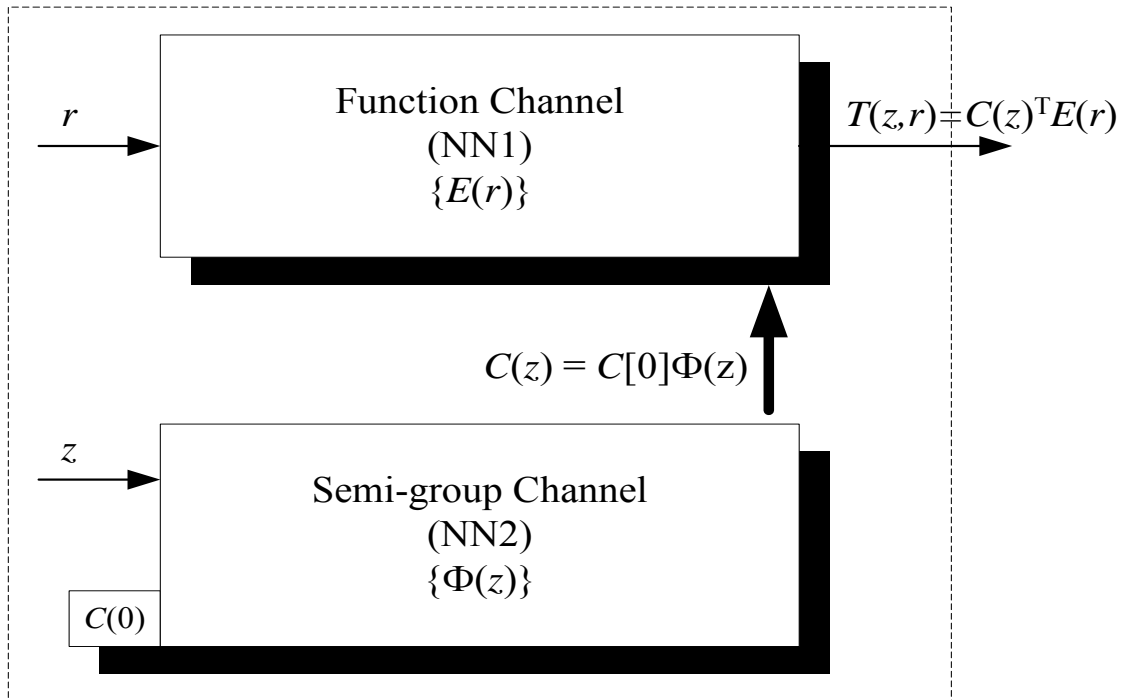 Function Channel
(NN1)
{E(r)}
r
T(z,r)=C(z)ᵀE(r)
C(z) = C[0]Φ(z)
z
Semi-group Channel
(NN2)
{Φ(z)}
C(0)